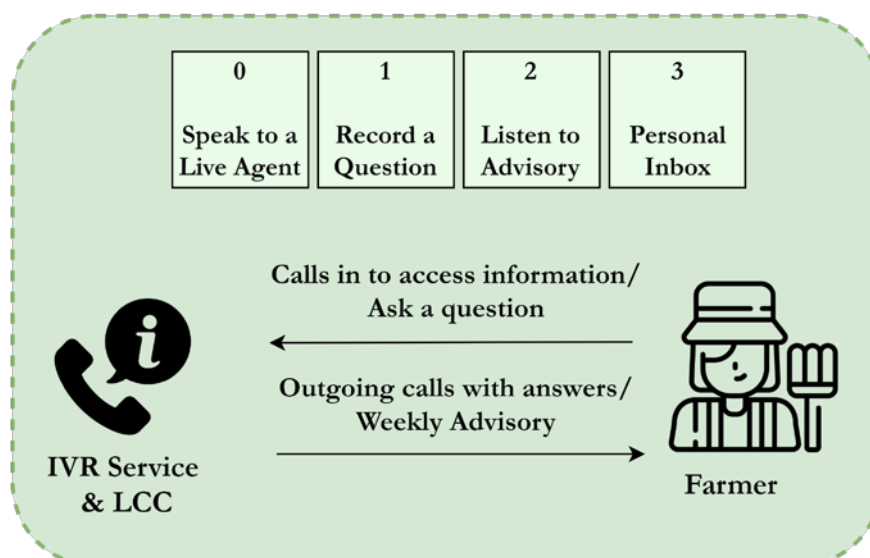 0
Speak to a
Live Agent
1
Record a
Question
2
Listen to
Advisory
3
Personal
Inbox
Calls in to access information/
Ask a question
Outgoing calls with answers/
Weekly Advisory
IVR Service
& LCC
Farmer